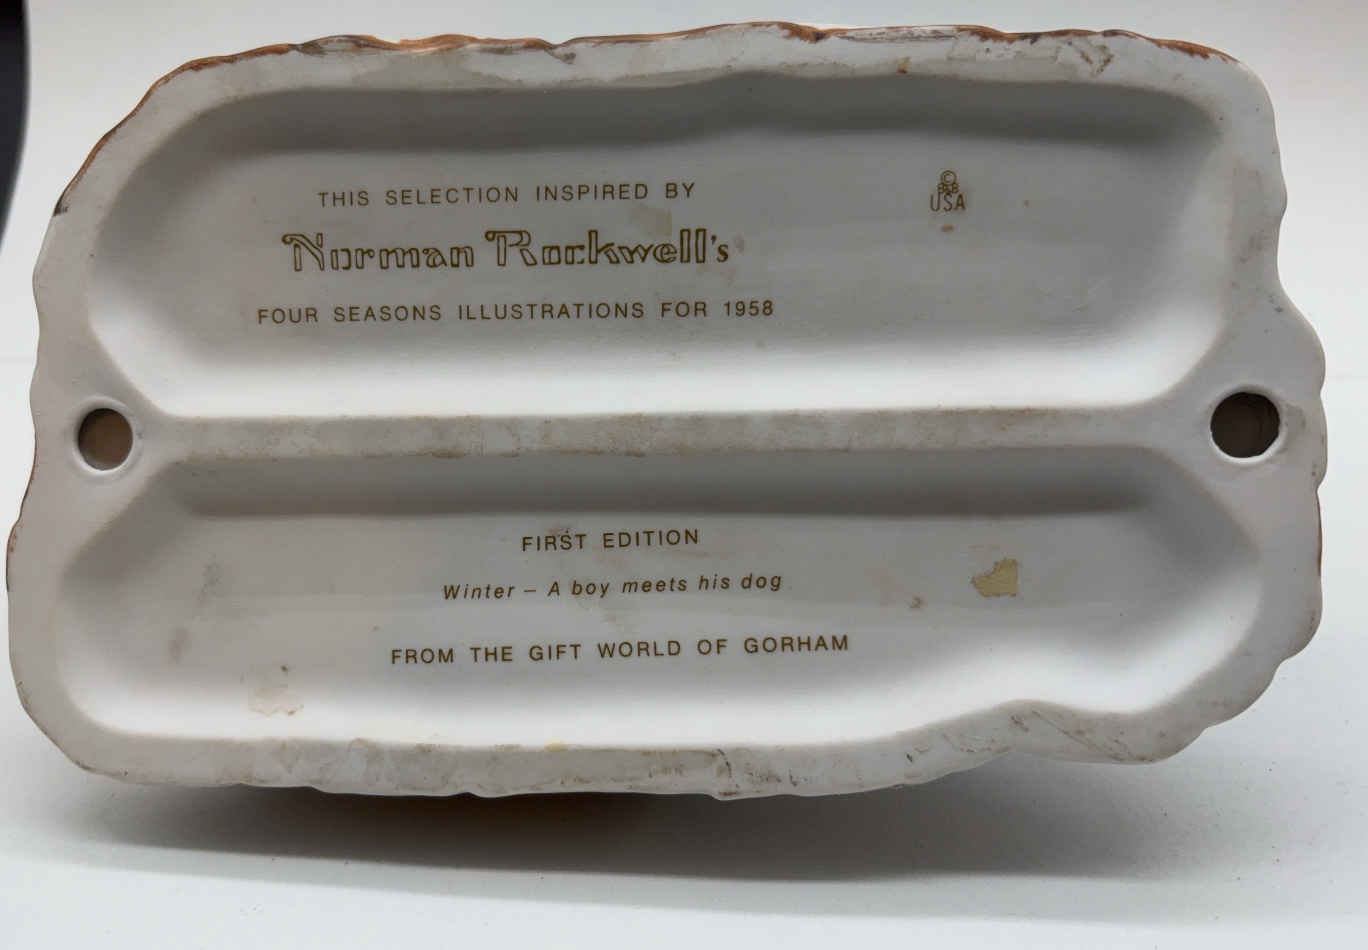 THIS SELECTION INSPIRED BY
Norman Rockwell's
FOUR SEASONS ILLUSTRATIONS FOR 1958
©
B&B
USA
FIRST EDITION
Winter – A boy meets his dog
FROM THE GIFT WORLD OF GORHAM